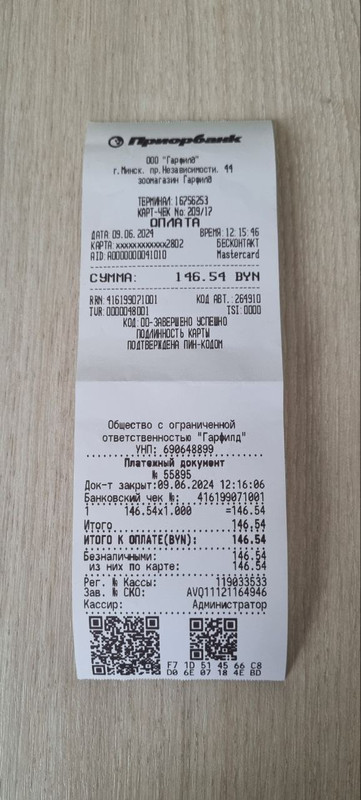 Приорбанк
ООО "Гарфилд"
г.Минск. пр.Независимости. 44
зоомагазин Гарфилд
ТЕРМИНАЛ: 16756253
КАРТ-ЧЕК No: 209/17
ОПЛАТА
ДАТА: 09.06.2024 ВРЕМЯ: 12:15:46
КАРТА: xxxxxxxxxxxx2802 БЕСКОНТАКТ
AID: A0000000041010 Mastercard
СУММА: 146.54 BYN
RRN: 416199071001 КОД АВТ.: 264910
TVR: 0000048001 TSI: 0000
КОД: 00-ЗАВЕРШЕНО УСПЕШНО
ПОДЛИННОСТЬ КАРТЫ
ПОДТВЕРЖДЕНА ПИН-КОДОМ
Общество с ограниченной
ответственностью "Гарфилд"
УНП: 690648899
Платежный документ
№ 55895
Док-т закрыт:09.06.2024 12:16:06
Банковский чек №: 416199071001
1 146.54x1.000 =146.54
Итого 146.54
ИТОГО К ОПЛАТЕ(BYN): 146.54
Безналичными: 146.54
из них по карте: 146.54
Рег. № Кассы: 119033533
Зав. № СКО: AVQ11121164946
Кассир: Администратор
F7 1D 51 45 66 C8
D0 6E 07 18 4E BD